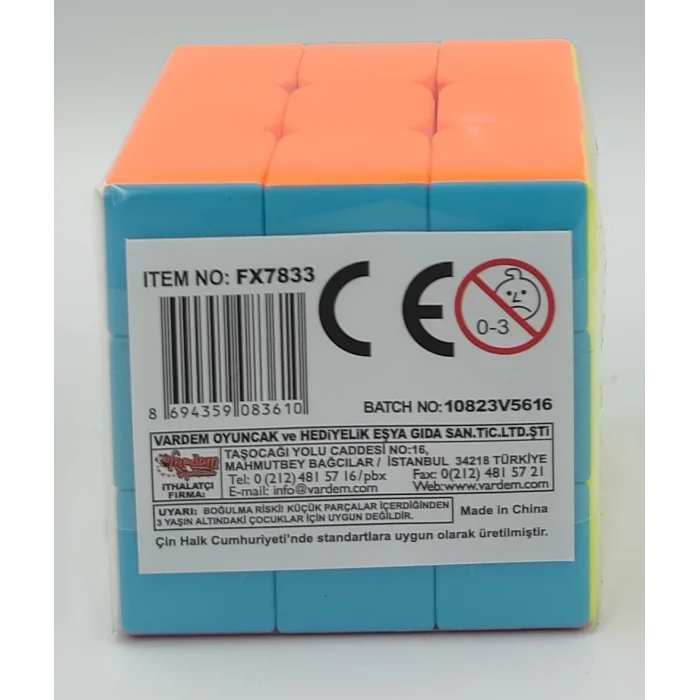 ITEM NO: FX7833
CE
0-3
8 694359 083610
BATCH NO: 10823V5616
VARDEM OYUNCAK ve HEDİYELİK EŞYA GIDA SAN.TİC.LTD.ŞTİ
Vardem
İTHALATÇI
FİRMA:
TAŞOCAĞI YOLU CADDESİ NO:16,
MAHMUTBEY BAĞCILAR / İSTANBUL 34218 TÜRKİYE
Tel: 0 (212) 481 57 16/pbx Fax: 0(212) 481 57 21
E-mail: info@vardem.com Web:www.vardem.com
UYARI: BOĞULMA RİSKİ! KÜÇÜK PARÇALAR İÇERDİĞİNDEN
3 YAŞIN ALTINDAKİ ÇOCUKLAR İÇİN UYGUN DEĞİLDİR.
Made in China
Çin Halk Cumhuriyeti'nde standartlara uygun olarak üretilmiştir.